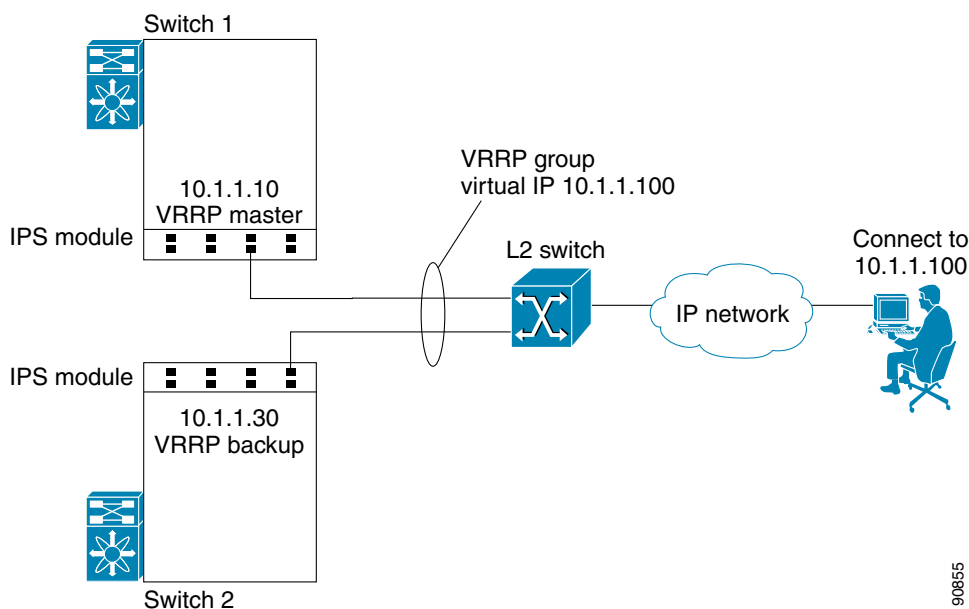 Switch 1
10.1.1.10
VRRP master
IPS module
VRRP group
virtual IP 10.1.1.100
L2 switch
IP network
Connect to
10.1.1.100
IPS module
10.1.1.30
VRRP backup
Switch 2
90855